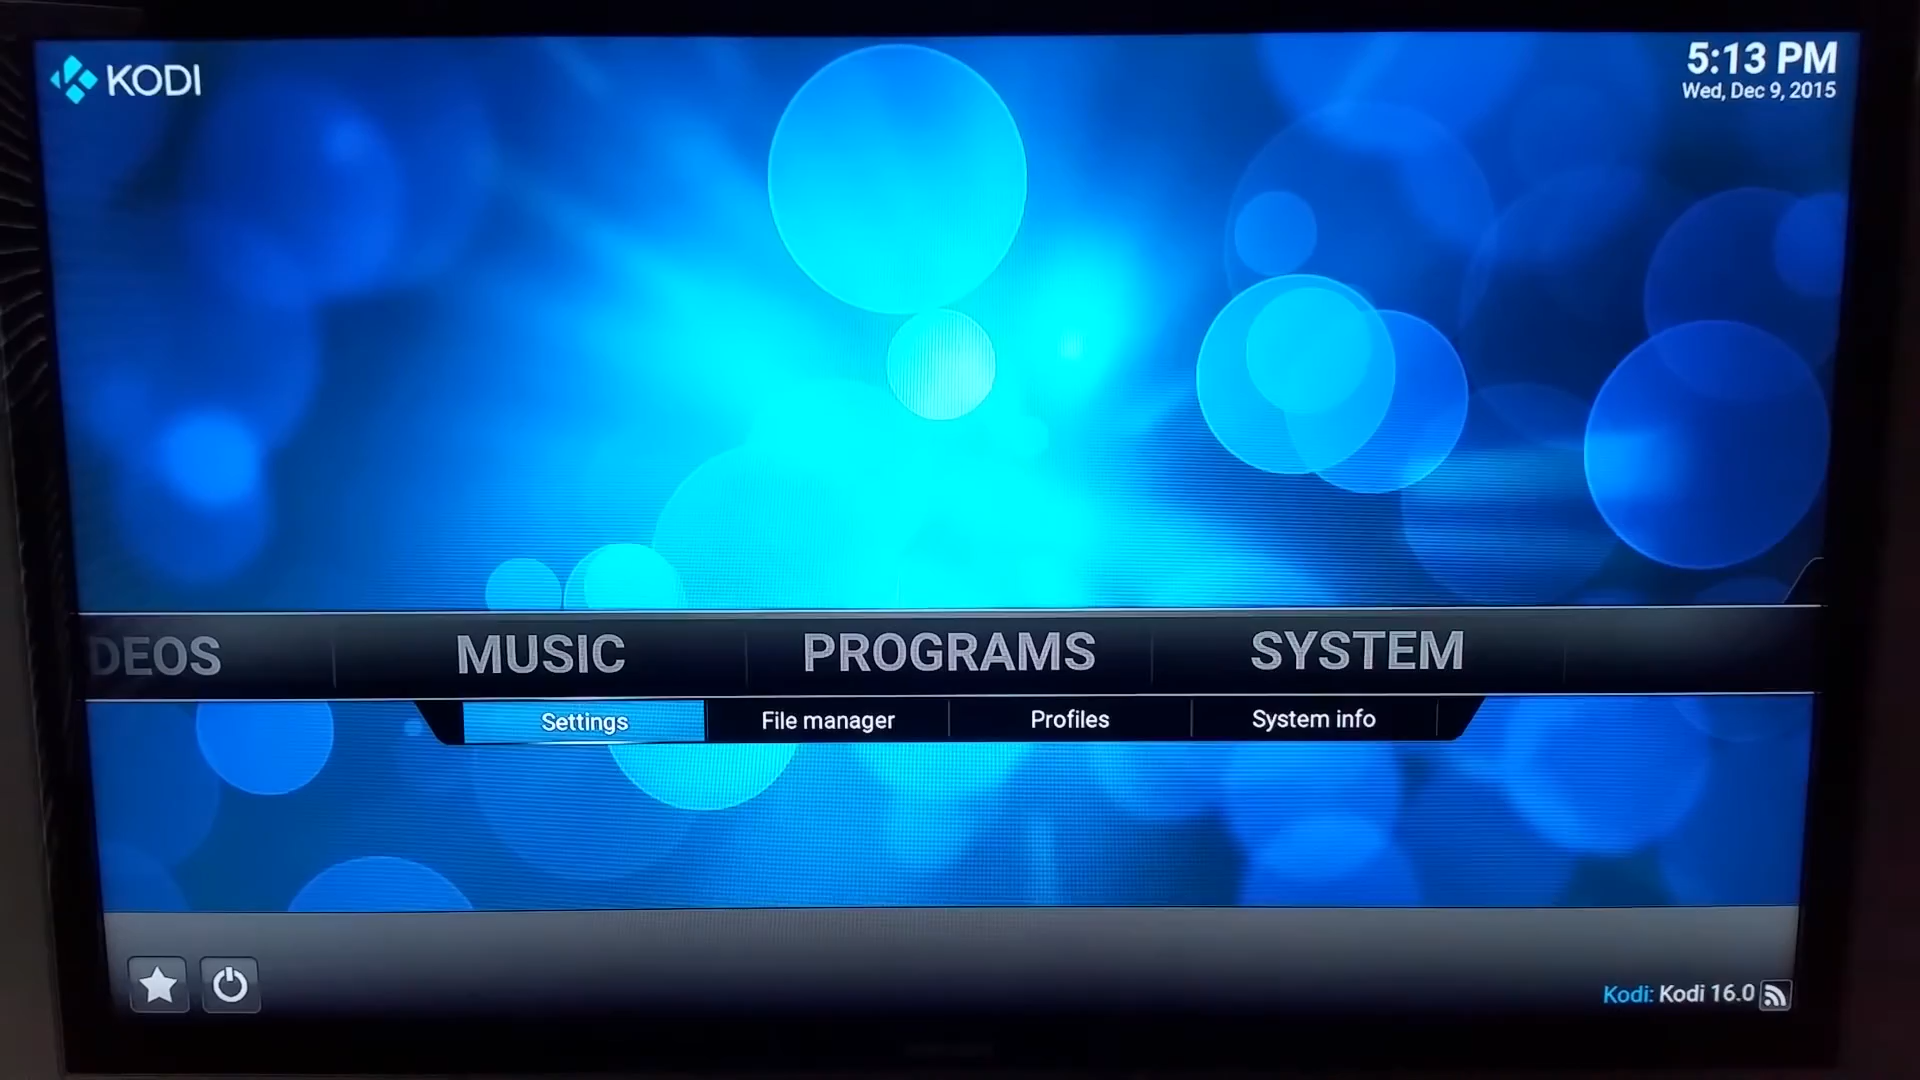 KODI
5:13 PM
Wed, Dec 9, 2015
DEOS MUSIC PROGRAMS SYSTEM
Settings File manager Profiles System info
Kodi: Kodi 16.0